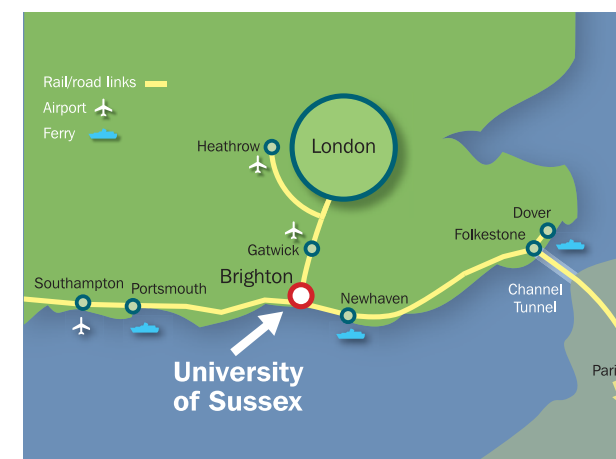 Rail/road links
Airport
Ferry
Heathrow
London
Gatwick
Dover
Folkestone
Southampton
Portsmouth
Brighton
Newhaven
Channel
Tunnel
University
of Sussex
Pari